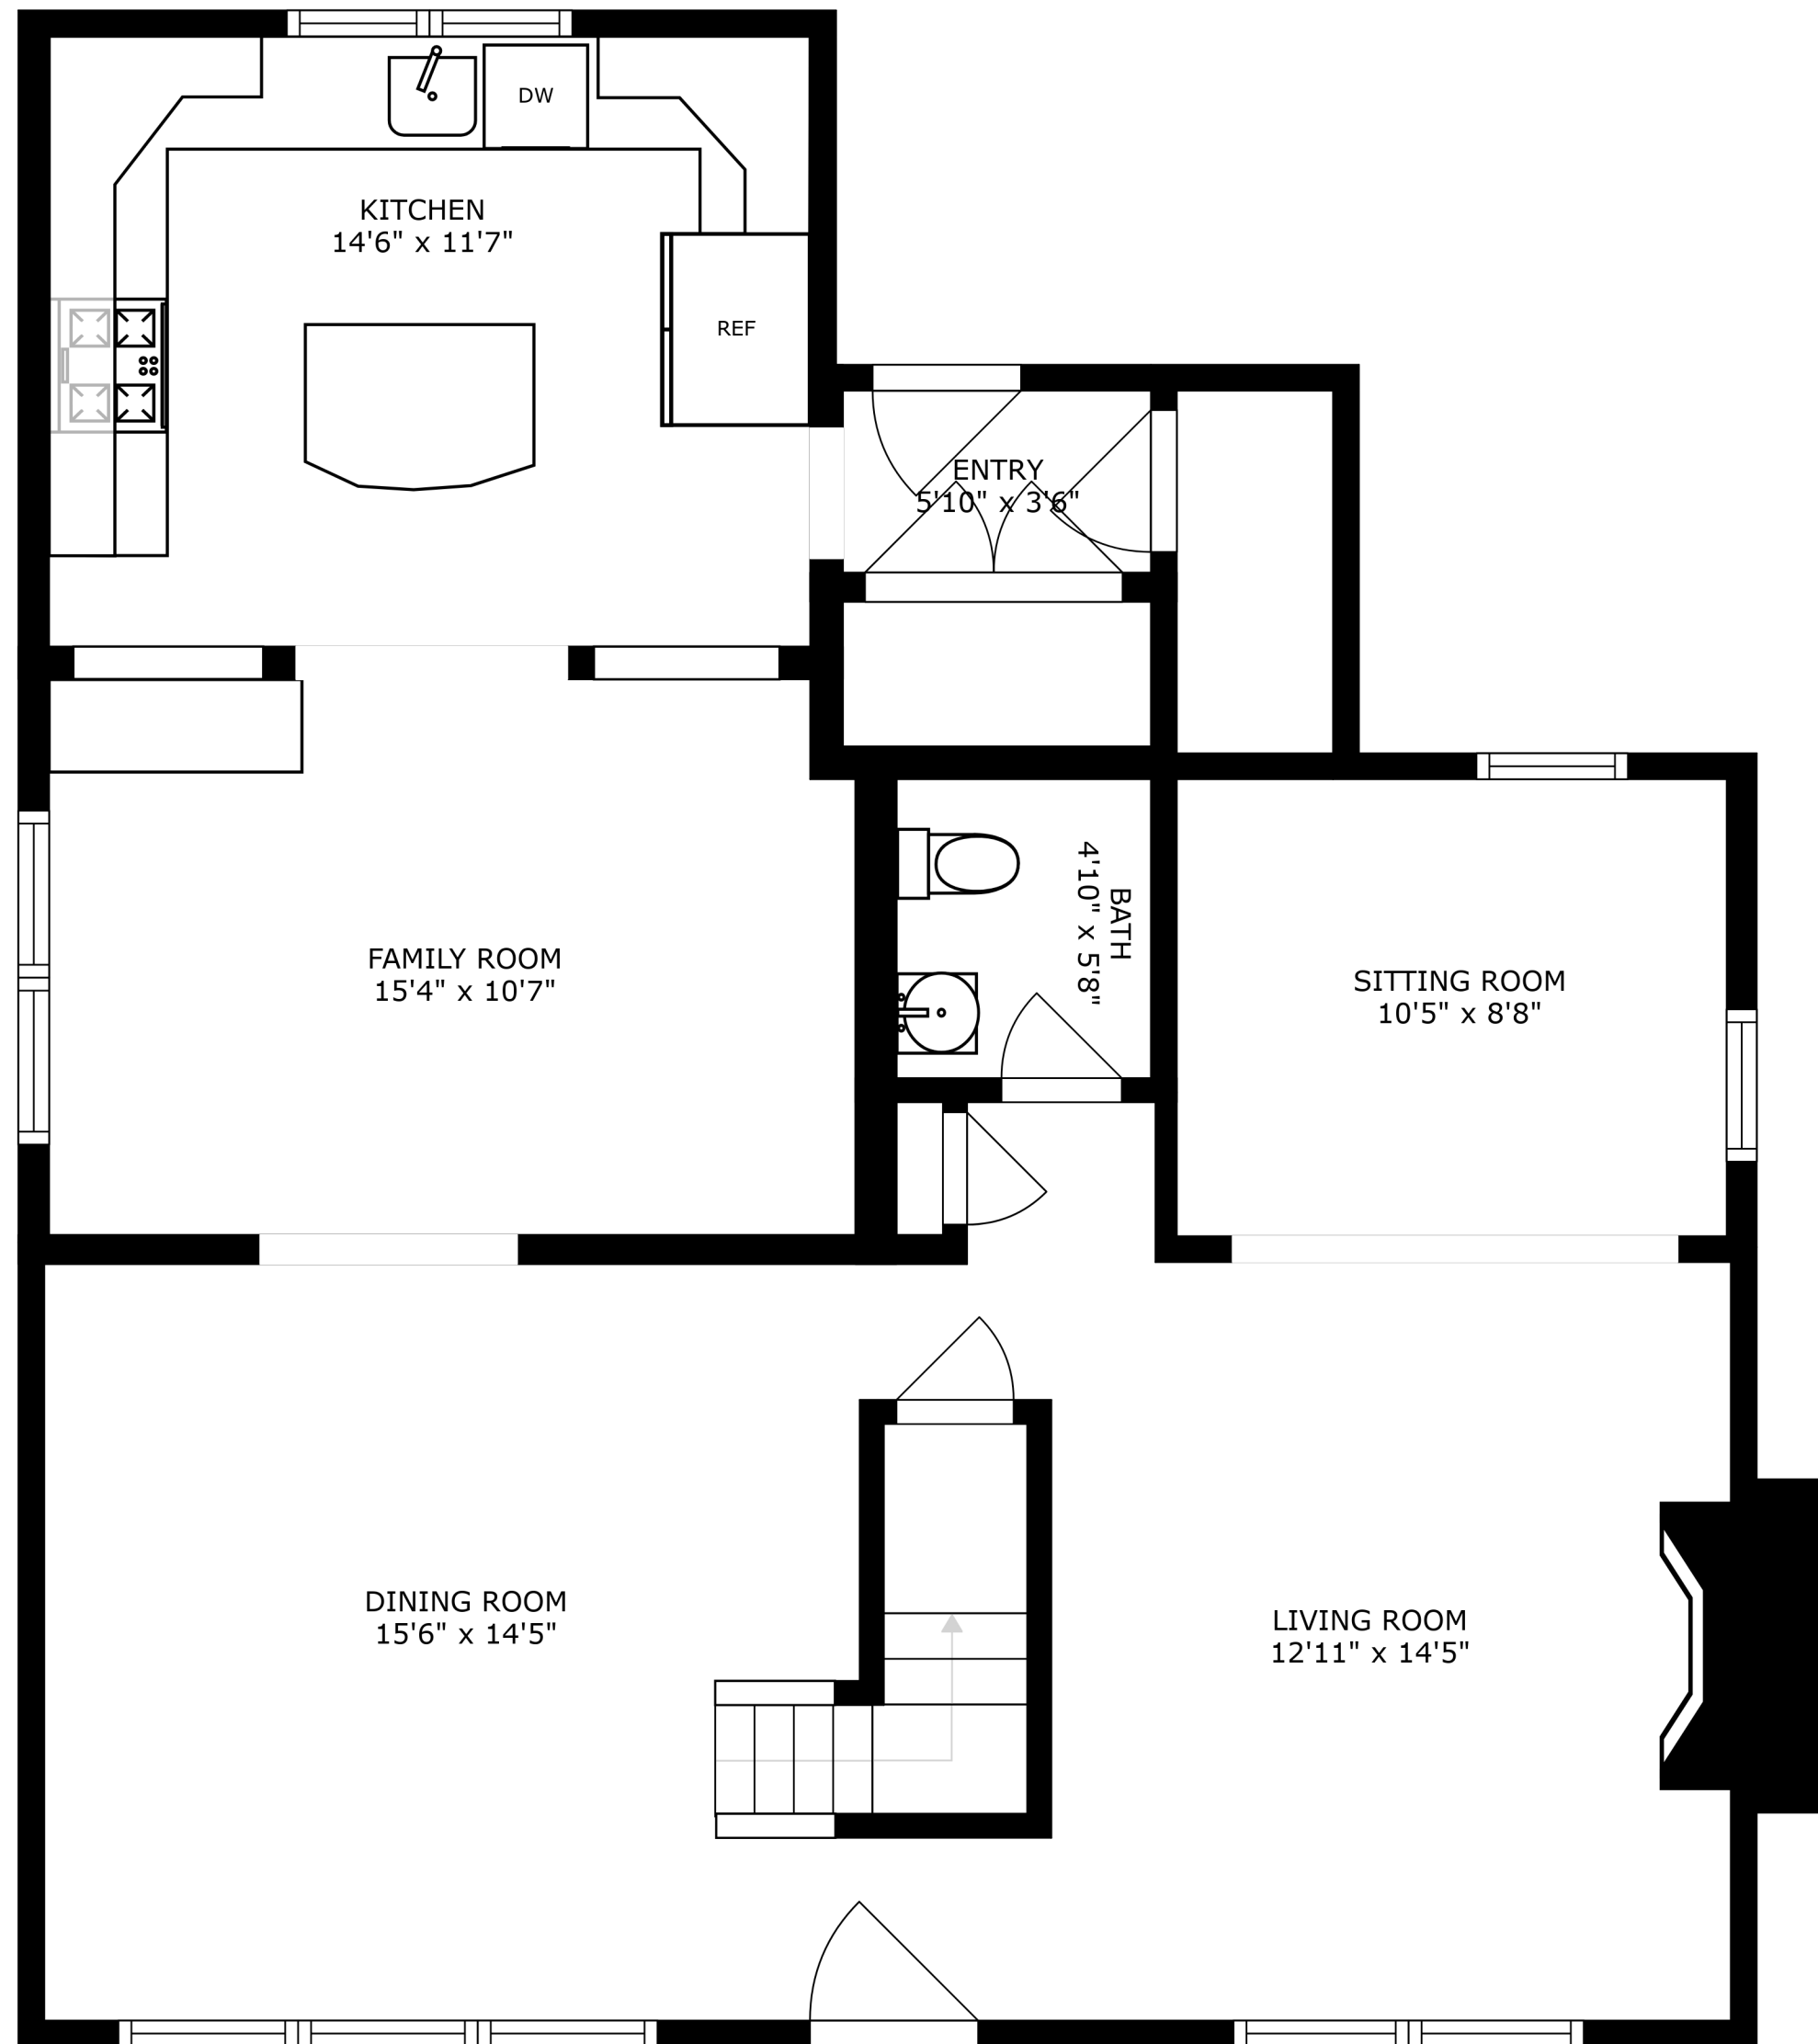 DW
KITCHEN
14'6" x 11'7"
REF
ENTRY
5'10" x 3'6"
BATH
4'10" x 5'8"
FAMILY ROOM
15'4" x 10'7"
SITTING ROOM
10'5" x 8'8"
DINING ROOM
15'6" x 14'5"
LIVING ROOM
12'11" x 14'5"